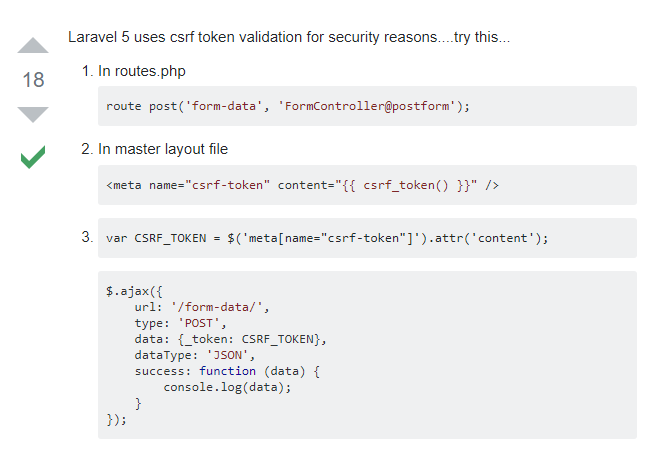 Laravel 5 uses csrf token validation for security reasons....try this...
18
1. In routes.php
route post('form-data', 'FormController@postform');
2. In master layout file
<meta name="csrf-token" content="{{ csrf_token() }}" />
3. var CSRF_TOKEN = $('meta[name="csrf-token"]').attr('content');
$.ajax({
    url: '/form-data/',
    type: 'POST',
    data: {_token: CSRF_TOKEN},
    dataType: 'JSON',
    success: function (data) {
        console.log(data);
    }
});